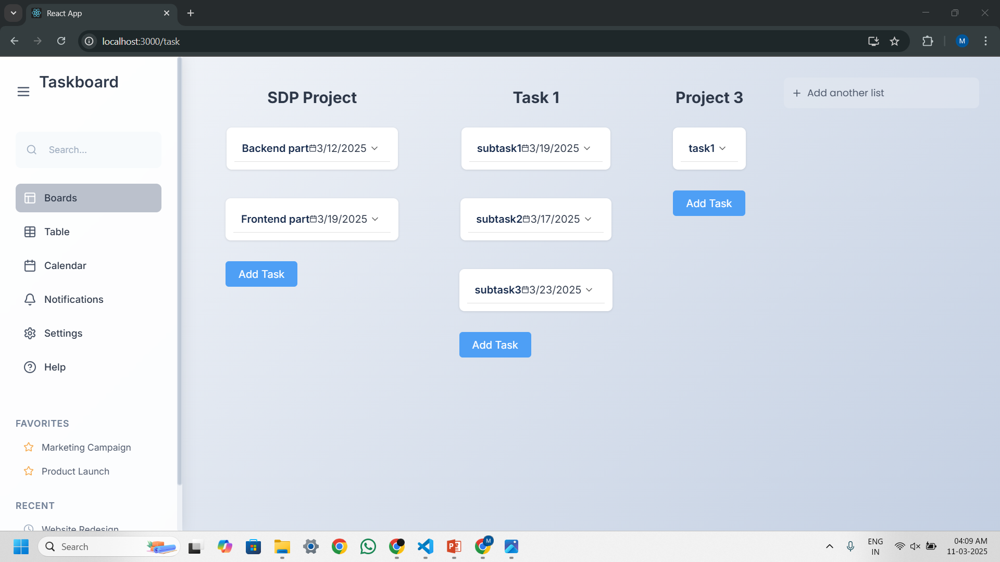 React App
localhost:3000/task
M
Taskboard
Search...
Boards
Table
Calendar
Notifications
Settings
Help
FAVORITES
Marketing Campaign
Product Launch
RECENT
Website Redesign
SDP Project
Backend part 3/12/2025
Frontend part 3/19/2025
Add Task
Task 1
subtask1 3/19/2025
subtask2 3/17/2025
subtask3 3/23/2025
Add Task
Project 3
task1
Add Task
+ Add another list
Search
P
M
ENG
IN
04:09 AM
11-03-2025